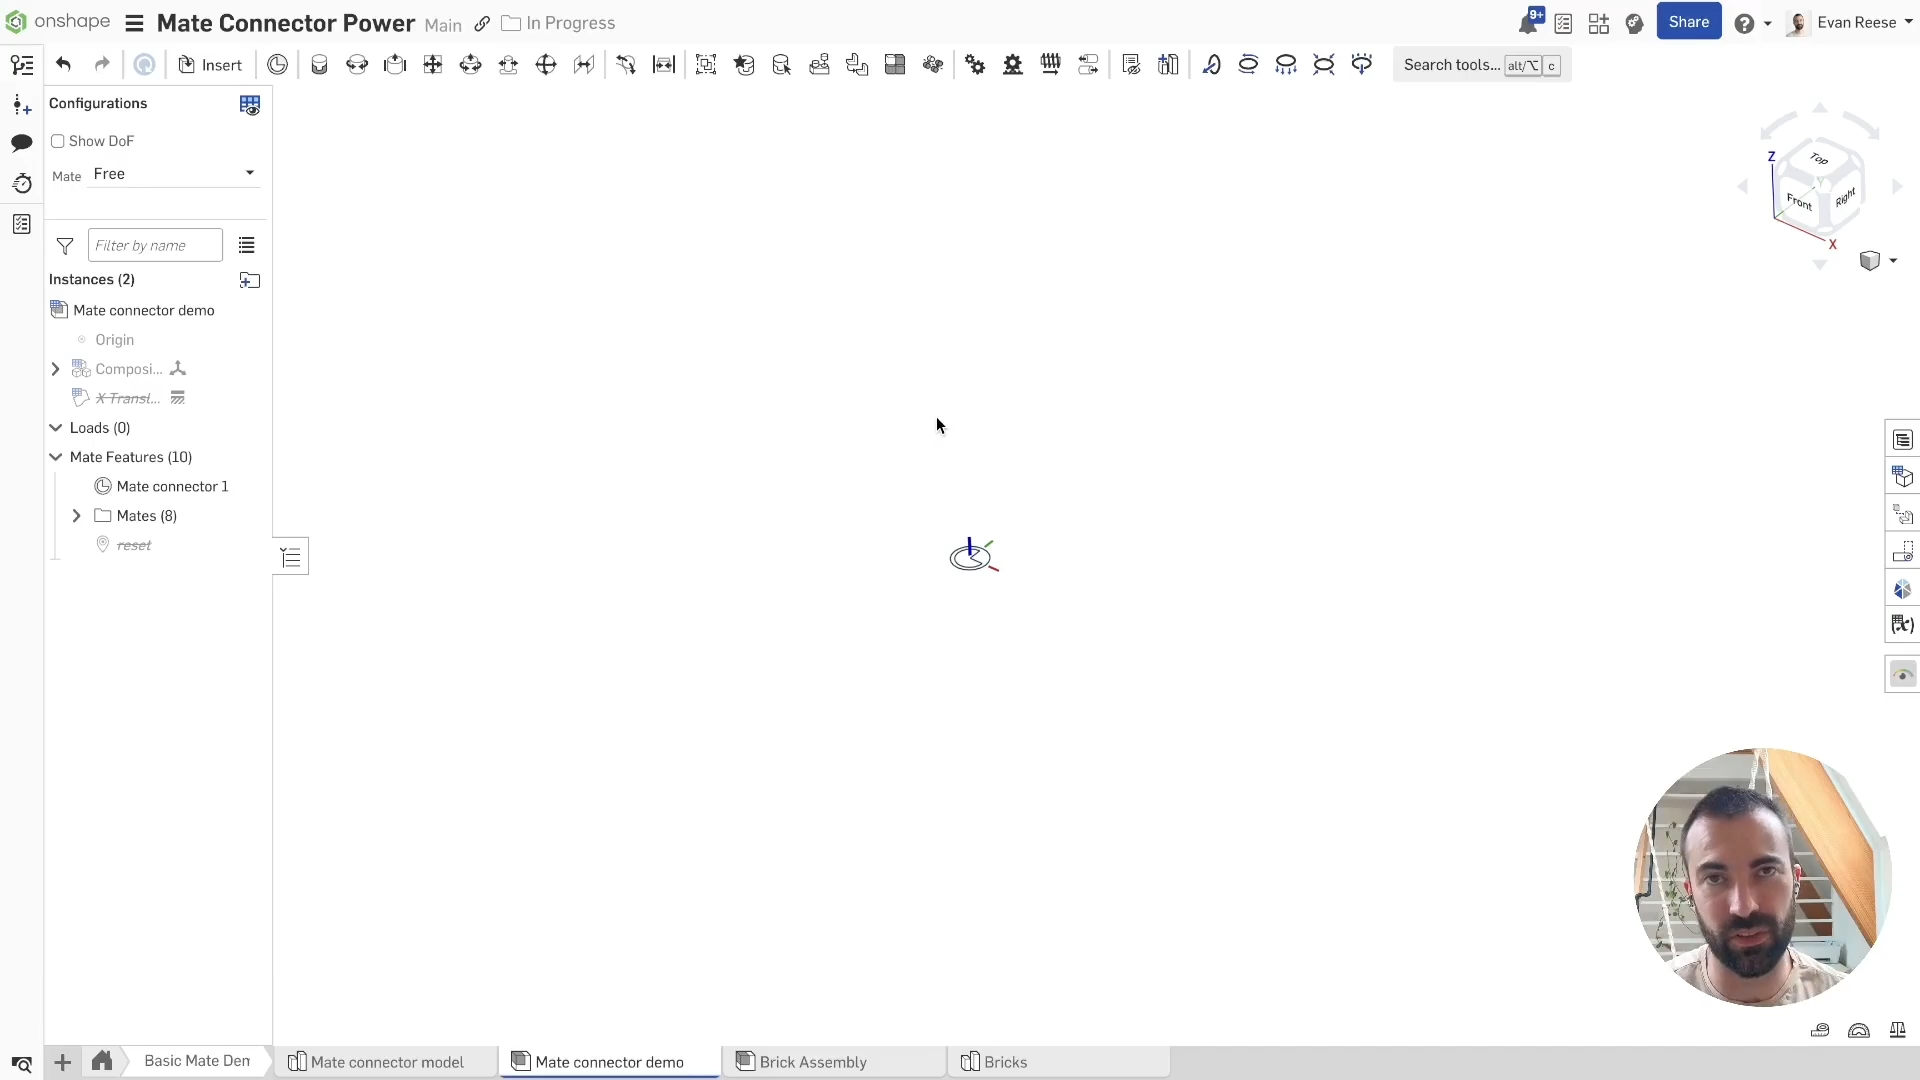 onshape
Mate Connector Power Main In Progress
9+
Share
Evan Reese
Insert
Search tools... alt/⌥ c
Configurations
Show DoF
Mate Free
Filter by name
Instances (2)
Mate connector demo
Origin
Composi...
X Transl...
Loads (0)
Mate Features (10)
Mate connector 1
Mates (8)
reset
Z
Top
Y
Front
Right
X
(x)
Basic Mate Dem
Mate connector model
Mate connector demo
Brick Assembly
Bricks